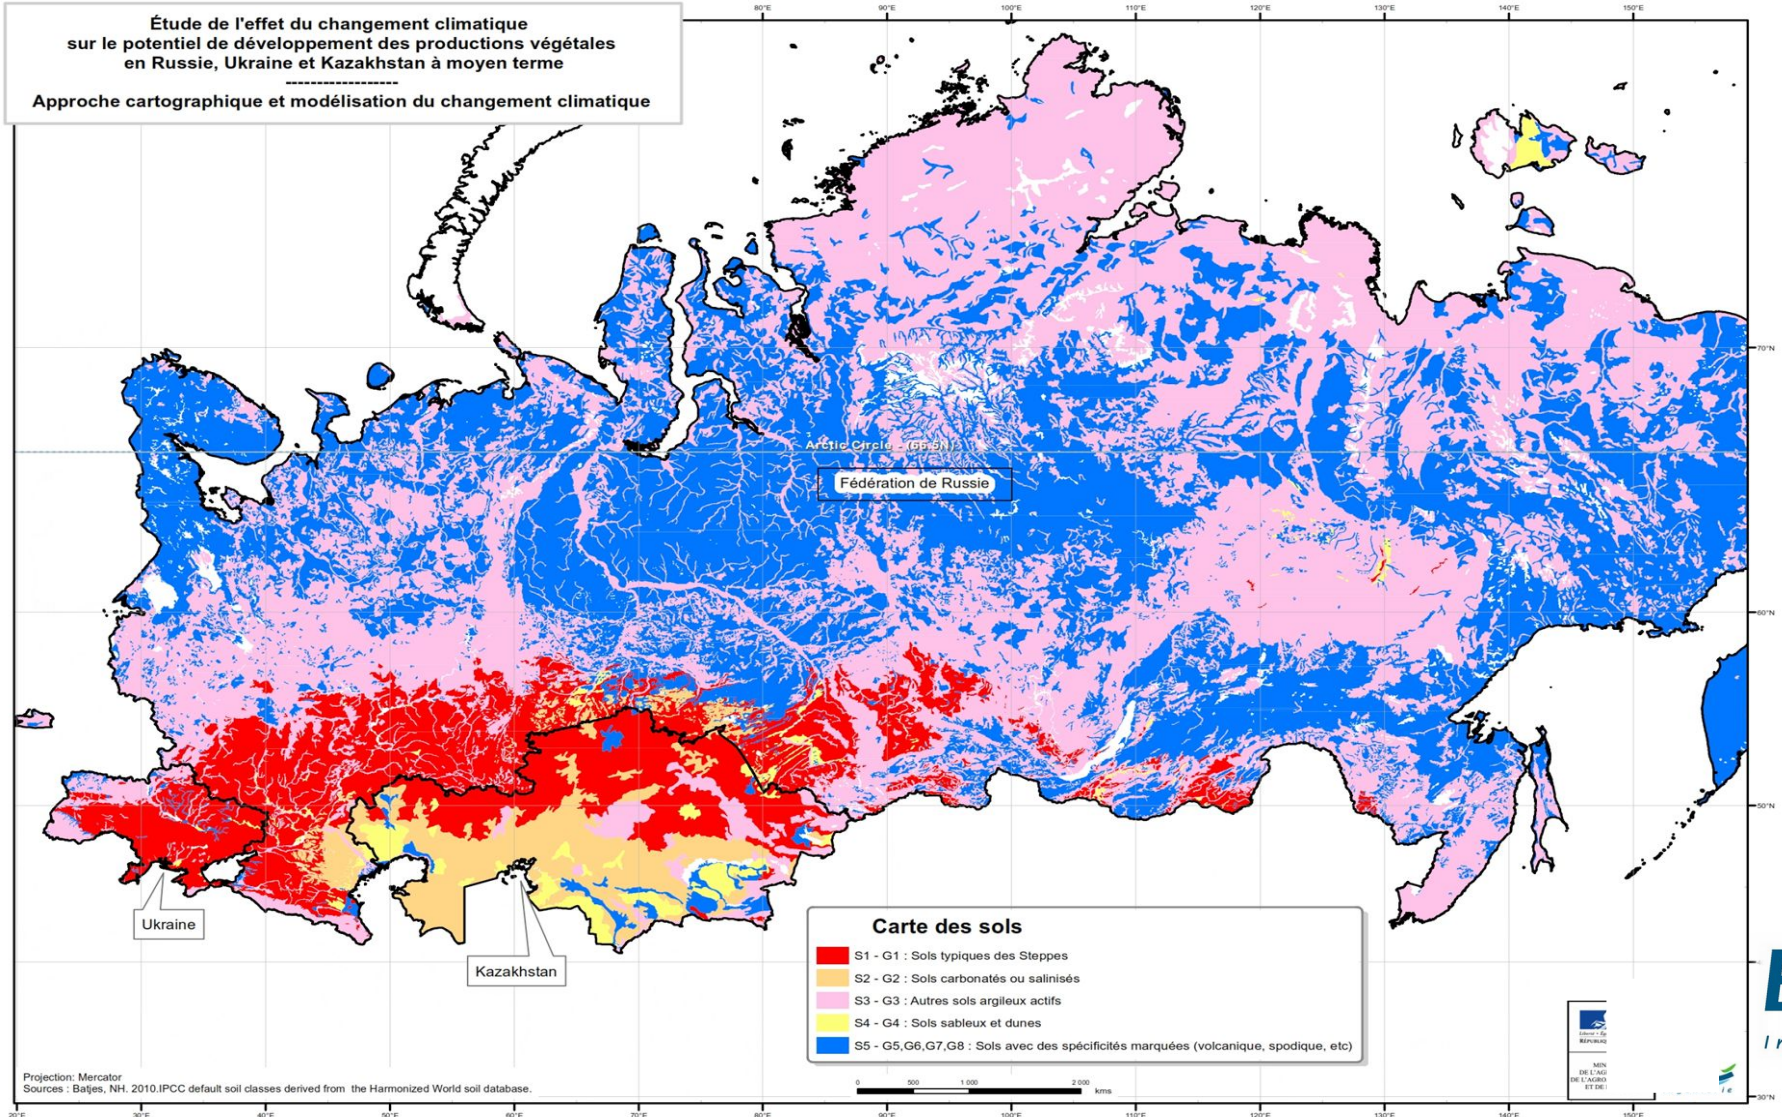 Étude de l'effet du changement climatique
sur le potentiel de développement des productions végétales
en Russie, Ukraine et Kazakhstan à moyen terme
------------------
Approche cartographique et modélisation du changement climatique
80°E 90°E 100°E 110°E 120°E 130°E 140°E 150°E
70°N
Arctic Circle - (66.5N)
Fédération de Russie
60°N
50°N
Ukraine
Kazakhstan
Carte des sols
S1 - G1 : Sols typiques des Steppes
S2 - G2 : Sols carbonatés ou salinisés
S3 - G3 : Autres sols argileux actifs
S4 - G4 : Sols sableux et dunes
S5 - G5,G6,G7,G8 : Sols avec des spécificités marquées (volcanique, spodique, etc)
Projection: Mercator
Sources : Batjes, NH. 2010.IPCC default soil classes derived from the Harmonized World soil database.
0 500 1 000 2 000 kms
30°N
20°E 30°E 40°E 50°E 60°E 70°E 80°E 90°E 100°E 110°E 120°E 130°E 140°E 150°E